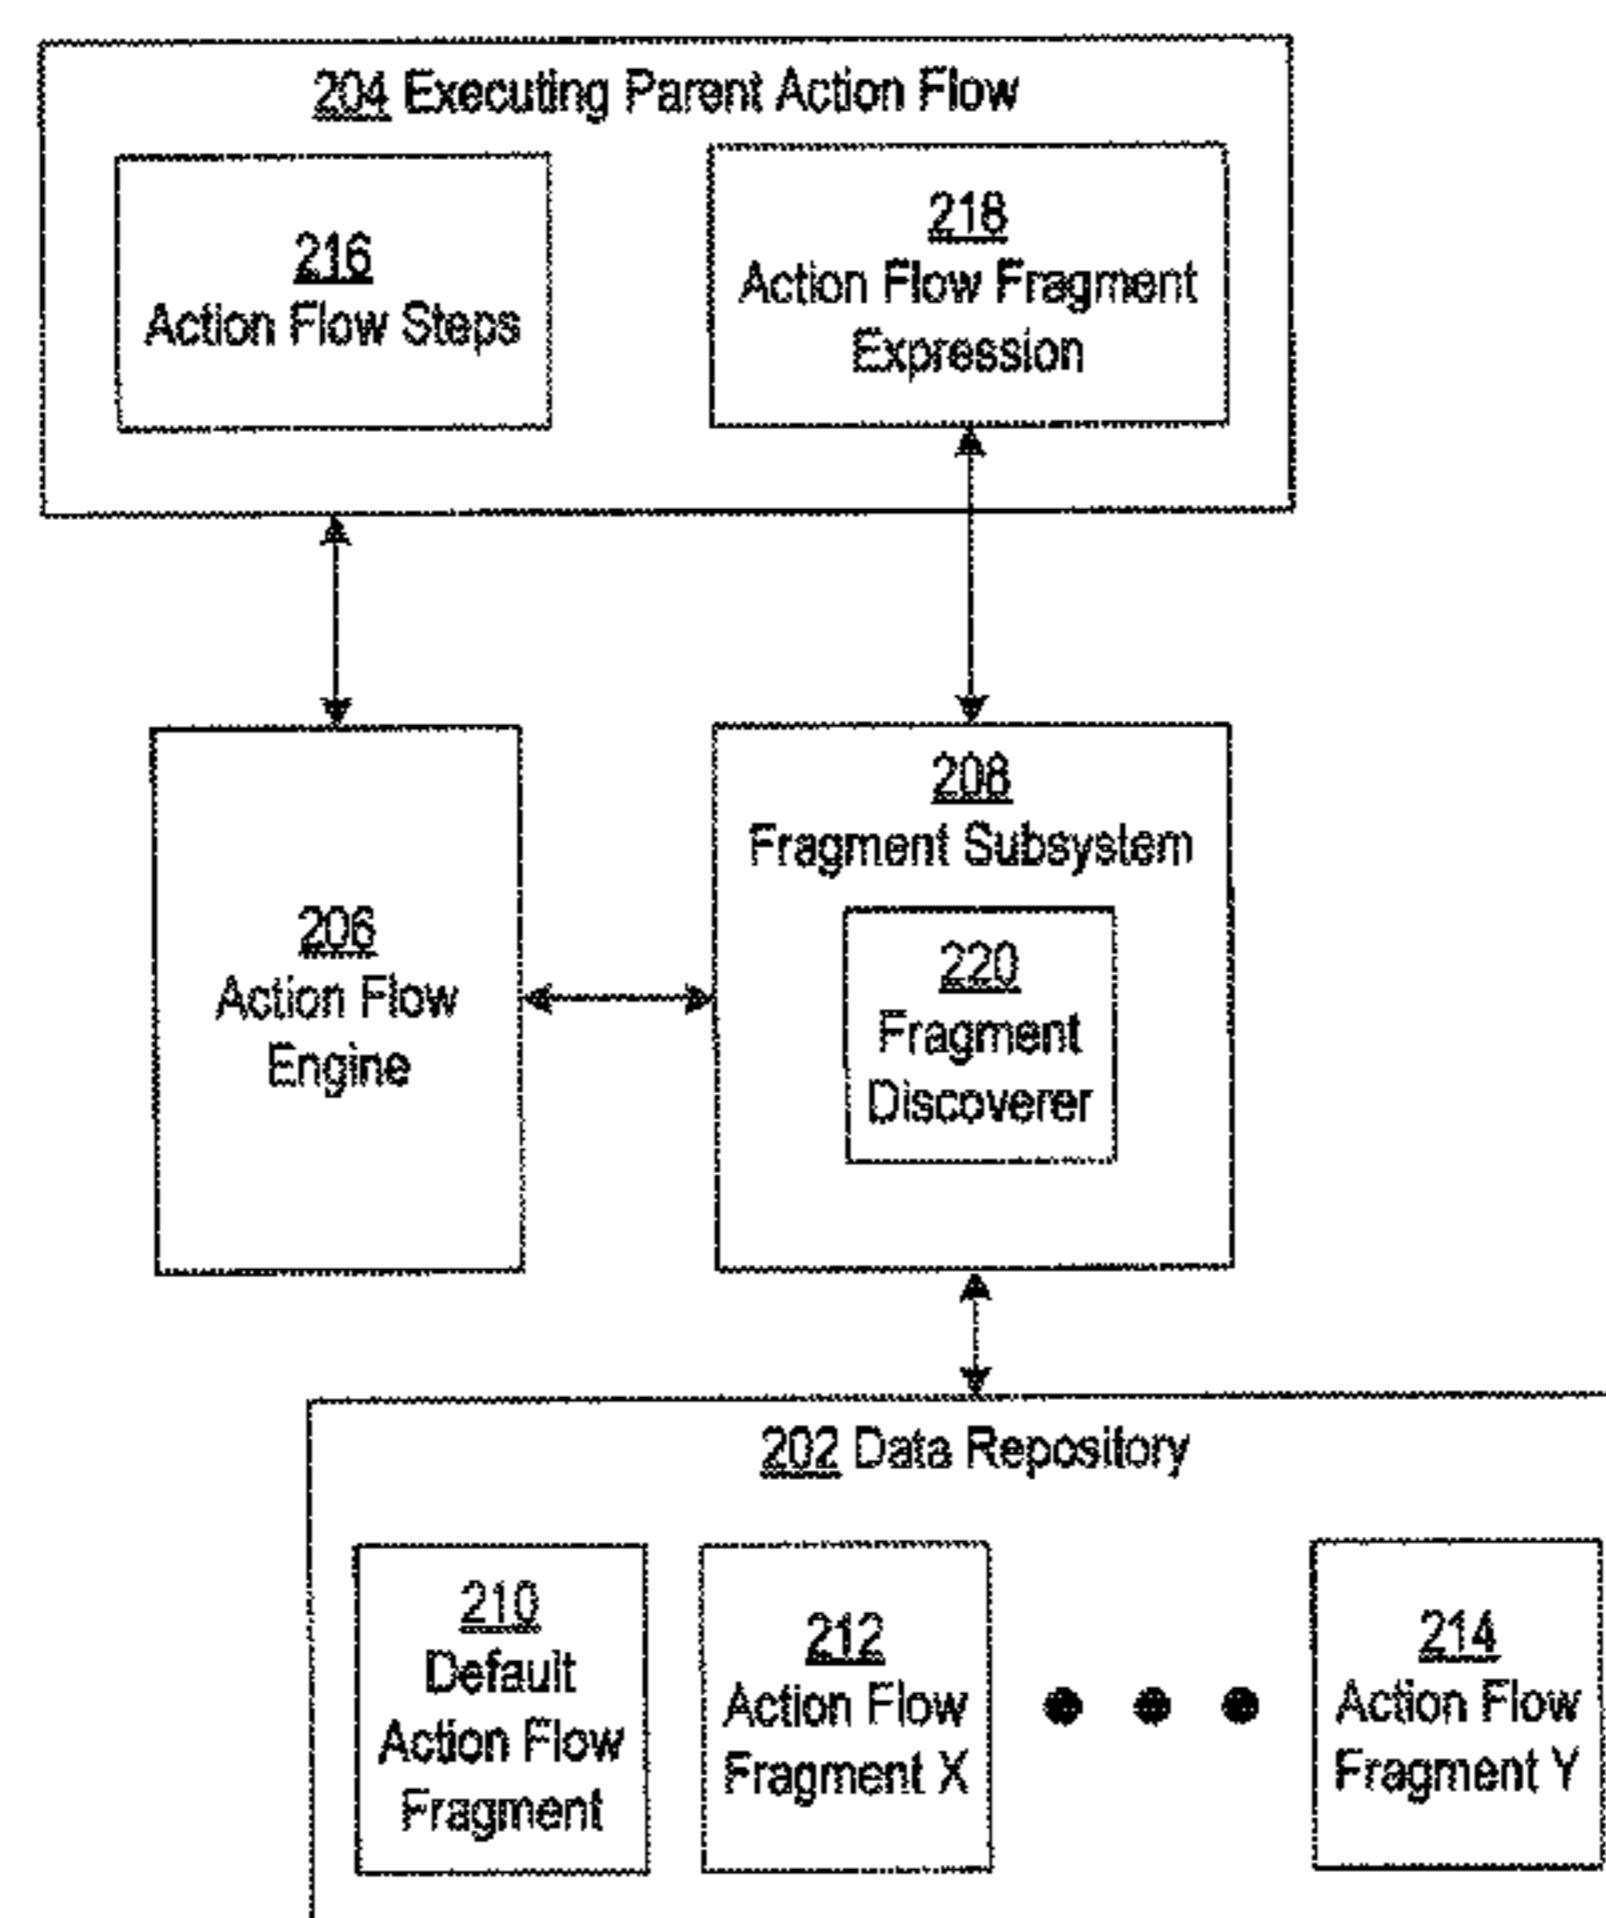 204 Executing Parent Action Flow
216
Action Flow Steps
218
Action Flow Fragment
Expression
206
Action Flow
Engine
208
Fragment Subsystem
220
Fragment
Discoverer
202 Data Repository
210
Default
Action Flow
Fragment
212
Action Flow
Fragment X
214
Action Flow
Fragment Y